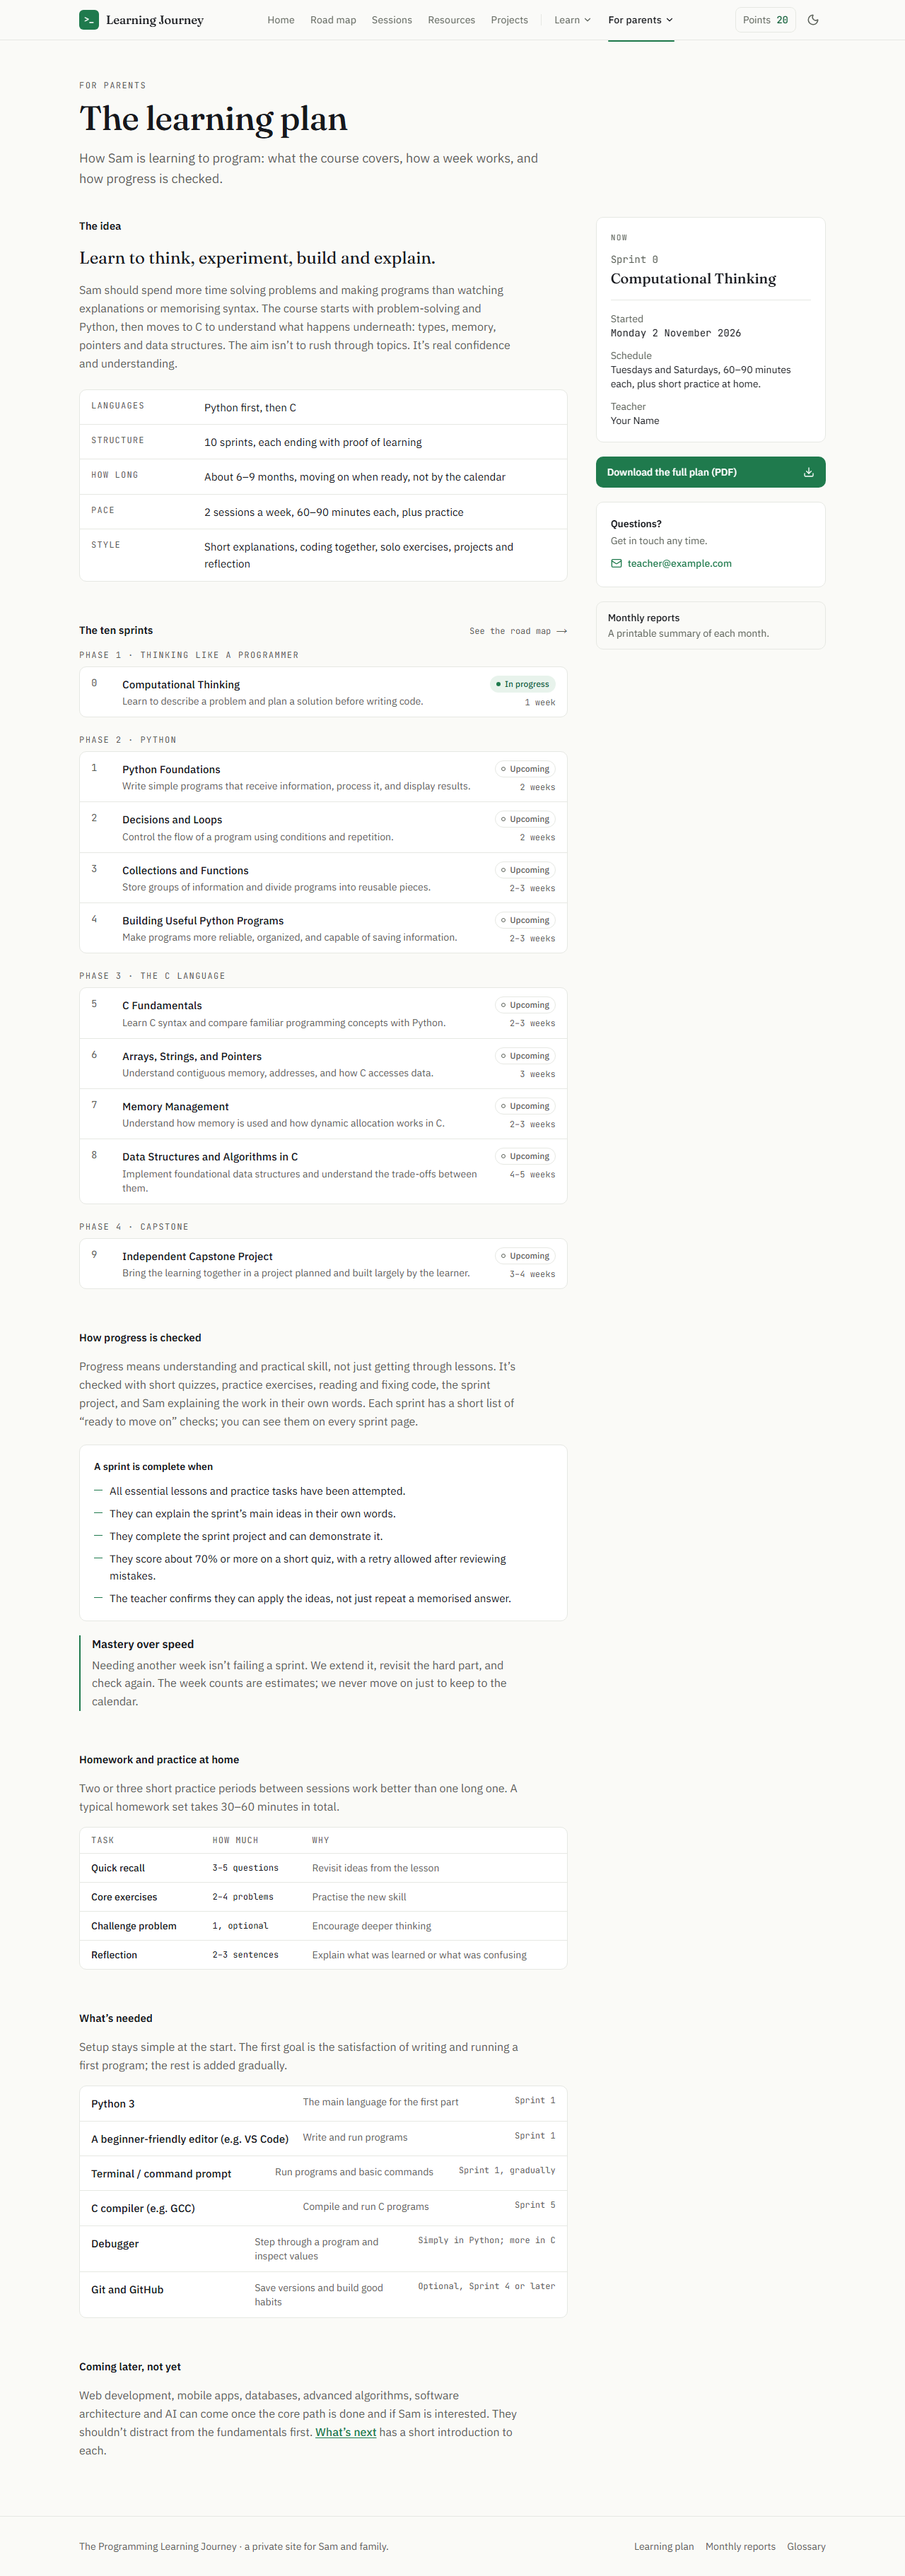 >_ Learning Journey
Home Road map Sessions Resources Projects Learn For parents
Points 20
FOR PARENTS
The learning plan
How Sam is learning to program: what the course covers, how a week works, and
how progress is checked.
The idea
Learn to think, experiment, build and explain.
Sam should spend more time solving problems and making programs than watching
explanations or memorising syntax. The course starts with problem-solving and
Python, then moves to C to understand what happens underneath: types, memory,
pointers and data structures. The aim isn’t to rush through topics. It’s real confidence
and understanding.
LANGUAGES Python first, then C
STRUCTURE 10 sprints, each ending with proof of learning
HOW LONG About 6–9 months, moving on when ready, not by the calendar
PACE 2 sessions a week, 60–90 minutes each, plus practice
STYLE Short explanations, coding together, solo exercises, projects and
reflection
NOW
Sprint 0
Computational Thinking
Started
Monday 2 November 2026
Schedule
Tuesdays and Saturdays, 60–90 minutes
each, plus short practice at home.
Teacher
Your Name
Download the full plan (PDF)
Questions?
Get in touch any time.
teacher@example.com
Monthly reports
A printable summary of each month.
The ten sprints
See the road map →
PHASE 1 · THINKING LIKE A PROGRAMMER
0 Computational Thinking In progress
Learn to describe a problem and plan a solution before writing code. 1 week
PHASE 2 · PYTHON
1 Python Foundations Upcoming
Write simple programs that receive information, process it, and display results. 2 weeks
2 Decisions and Loops Upcoming
Control the flow of a program using conditions and repetition. 2 weeks
3 Collections and Functions Upcoming
Store groups of information and divide programs into reusable pieces. 2–3 weeks
4 Building Useful Python Programs Upcoming
Make programs more reliable, organized, and capable of saving information. 2–3 weeks
PHASE 3 · THE C LANGUAGE
5 C Fundamentals Upcoming
Learn C syntax and compare familiar programming concepts with Python. 2–3 weeks
6 Arrays, Strings, and Pointers Upcoming
Understand contiguous memory, addresses, and how C accesses data. 3 weeks
7 Memory Management Upcoming
Understand how memory is used and how dynamic allocation works in C. 2–3 weeks
8 Data Structures and Algorithms in C Upcoming
Implement foundational data structures and understand the trade-offs between 4–5 weeks
them.
PHASE 4 · CAPSTONE
9 Independent Capstone Project Upcoming
Bring the learning together in a project planned and built largely by the learner. 3–4 weeks
How progress is checked
Progress means understanding and practical skill, not just getting through lessons. It’s
checked with short quizzes, practice exercises, reading and fixing code, the sprint
project, and Sam explaining the work in their own words. Each sprint has a short list of
“ready to move on” checks; you can see them on every sprint page.
A sprint is complete when
— All essential lessons and practice tasks have been attempted.
— They can explain the sprint’s main ideas in their own words.
— They complete the sprint project and can demonstrate it.
— They score about 70% or more on a short quiz, with a retry allowed after reviewing
mistakes.
— The teacher confirms they can apply the ideas, not just repeat a memorised answer.
Mastery over speed
Needing another week isn’t failing a sprint. We extend it, revisit the hard part, and
check again. The week counts are estimates; we never move on just to keep to the
calendar.
Homework and practice at home
Two or three short practice periods between sessions work better than one long one. A
typical homework set takes 30–60 minutes in total.
TASK HOW MUCH WHY
Quick recall 3–5 questions Revisit ideas from the lesson
Core exercises 2–4 problems Practise the new skill
Challenge problem 1, optional Encourage deeper thinking
Reflection 2–3 sentences Explain what was learned or what was confusing
What’s needed
Setup stays simple at the start. The first goal is the satisfaction of writing and running a
first program; the rest is added gradually.
Python 3 The main language for the first part Sprint 1
A beginner-friendly editor (e.g. VS Code) Write and run programs Sprint 1
Terminal / command prompt Run programs and basic commands Sprint 1, gradually
C compiler (e.g. GCC) Compile and run C programs Sprint 5
Debugger Step through a program and Simply in Python; more in C
inspect values
Git and GitHub Save versions and build good Optional, Sprint 4 or later
habits
Coming later, not yet
Web development, mobile apps, databases, advanced algorithms, software
architecture and AI can come once the core path is done and if Sam is interested. They
shouldn’t distract from the fundamentals first. What’s next has a short introduction to
each.
The Programming Learning Journey · a private site for Sam and family.
Learning plan Monthly reports Glossary